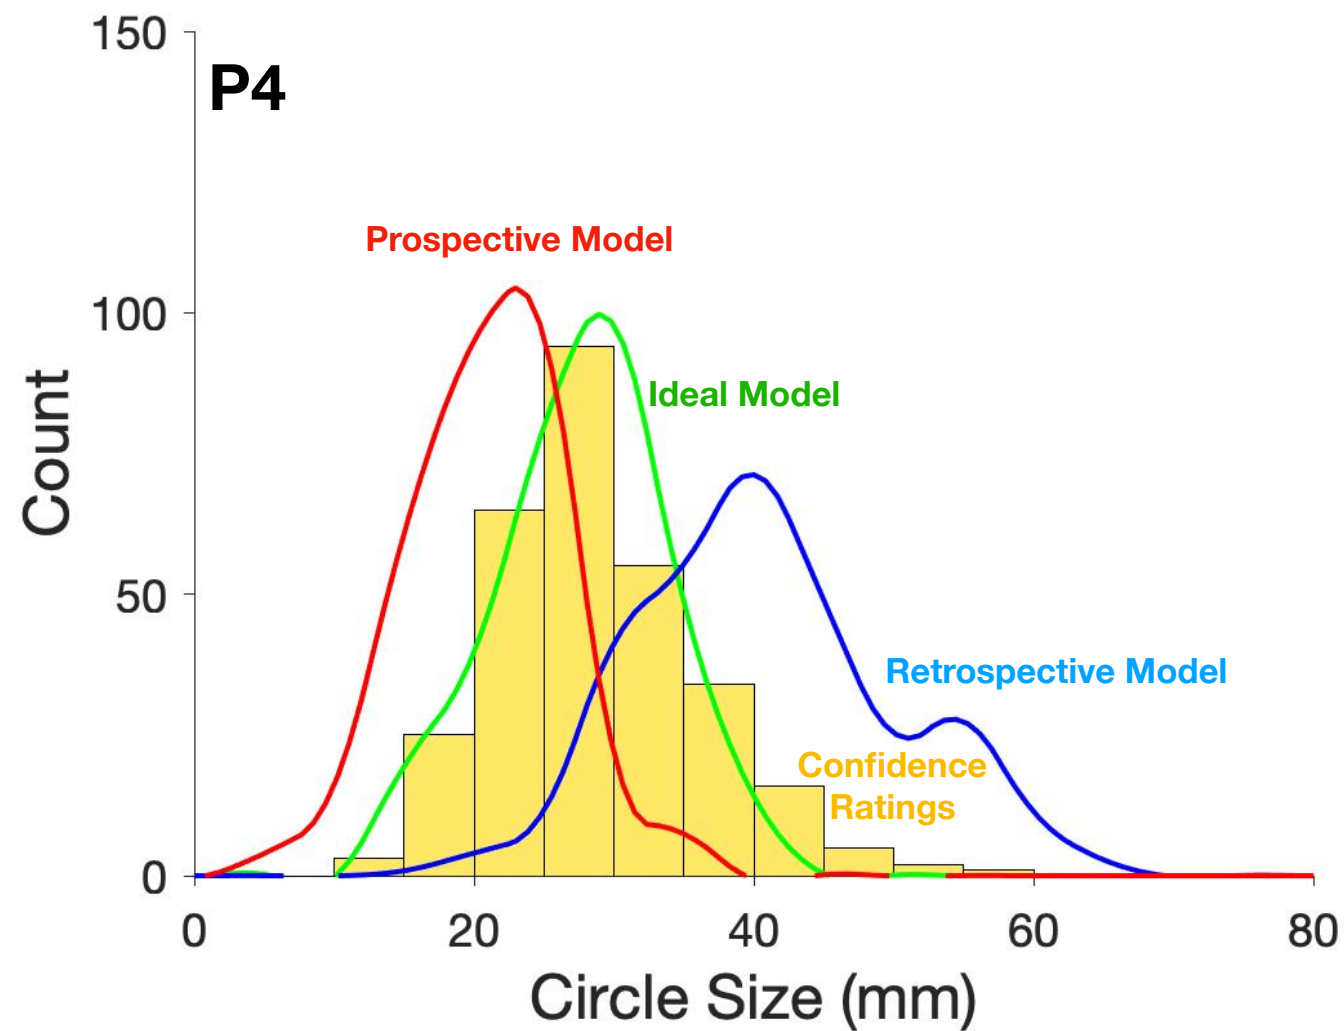 150
P4
Prospective Model
100
Ideal Model
Count
50
Retrospective Model
Confidence
Ratings
0
0 20 40 60 80
Circle Size (mm)